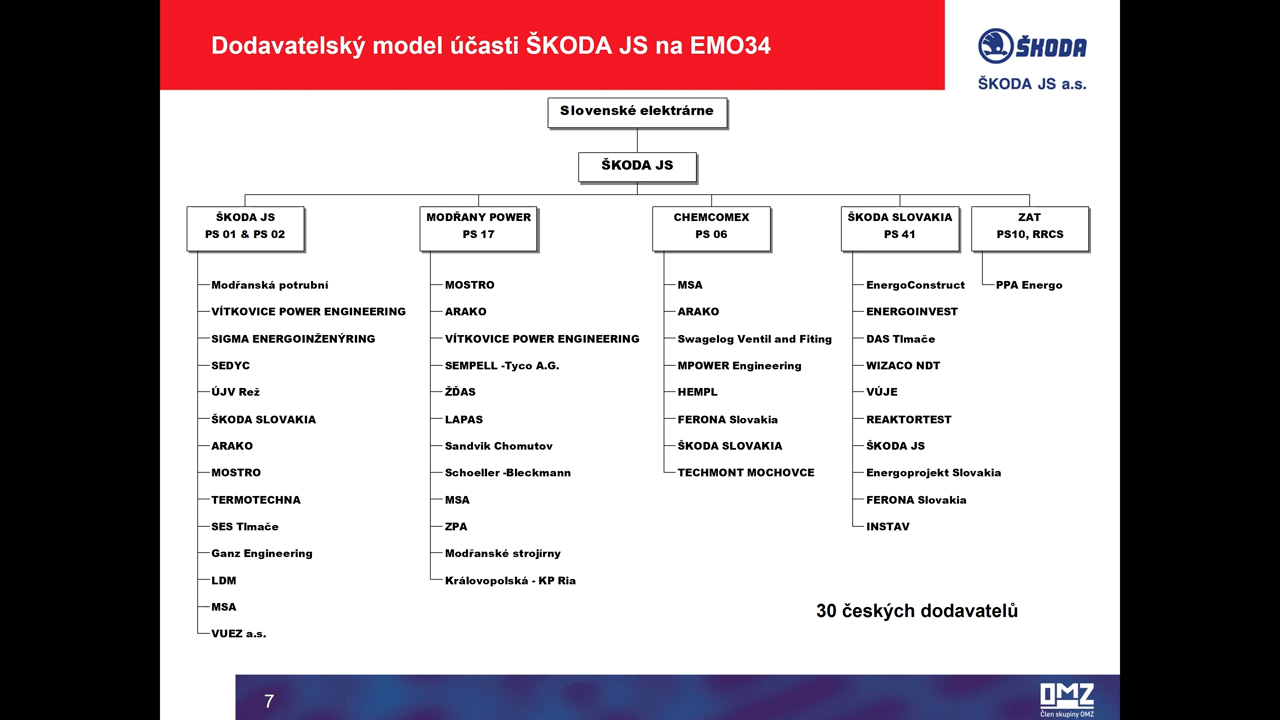 Dodavatelský model účasti ŠKODA JS na EMO34
ŠKODA
ŠKODA JS a.s.
Slovenské elektrárne
ŠKODA JS
ŠKODA JS
PS 01 & PS 02
Modřanská potrubní
VÍTKOVICE POWER ENGINEERING
SIGMA ENERGOINŽENÝRING
SEDYC
ÚJV Rež
ŠKODA SLOVAKIA
ARAKO
MOSTRO
TERMOTECHNA
SES Tlmače
Ganz Engineering
LDM
MSA
VUEZ a.s.
MODŘANY POWER
PS 17
MOSTRO
ARAKO
VÍTKOVICE POWER ENGINEERING
SEMPELL -Tyco A.G.
ŽĎAS
LAPAS
Sandvik Chomutov
Schoeller -Bleckmann
MSA
ZPA
Modřanské strojírny
Královopolská - KP Ria
CHEMCOMEX
PS 06
MSA
ARAKO
Swagelog Ventil and Fiting
MPOWER Engineering
HEMPL
FERONA Slovakia
ŠKODA SLOVAKIA
TECHMONT MOCHOVCE
ŠKODA SLOVAKIA
PS 41
EnergoConstruct
ENERGOINVEST
DAS Tlmače
WIZACO NDT
VÚJE
REAKTORTEST
ŠKODA JS
Energoprojekt Slovakia
FERONA Slovakia
INSTAV
ZAT
PS10, RRCS
PPA Energo
30 českých dodavatelů
7
OMZ
Člen skupiny OMZ